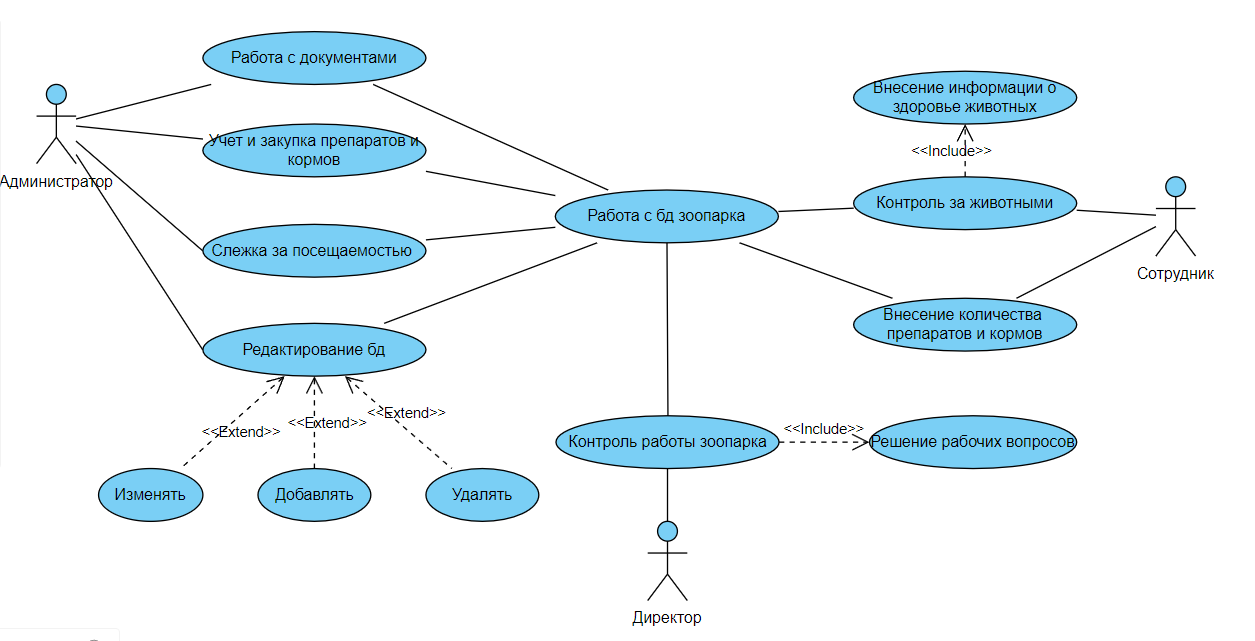 Работа с документами
Внесение информации о
здоровье животных
Учет и закупка препаратов и
кормов
<<Include>>
Администратор
Работа с бд зоопарка
Контроль за животными
Слежка за посещаемостью
Сотрудник
Внесение количества
препаратов и кормов
Редактирование бд
<<Extend>>
<<Extend>>
<<Extend>>
Контроль работы зоопарка
<<Include>>
Решение рабочих вопросов
Изменять
Добавлять
Удалять
Директор